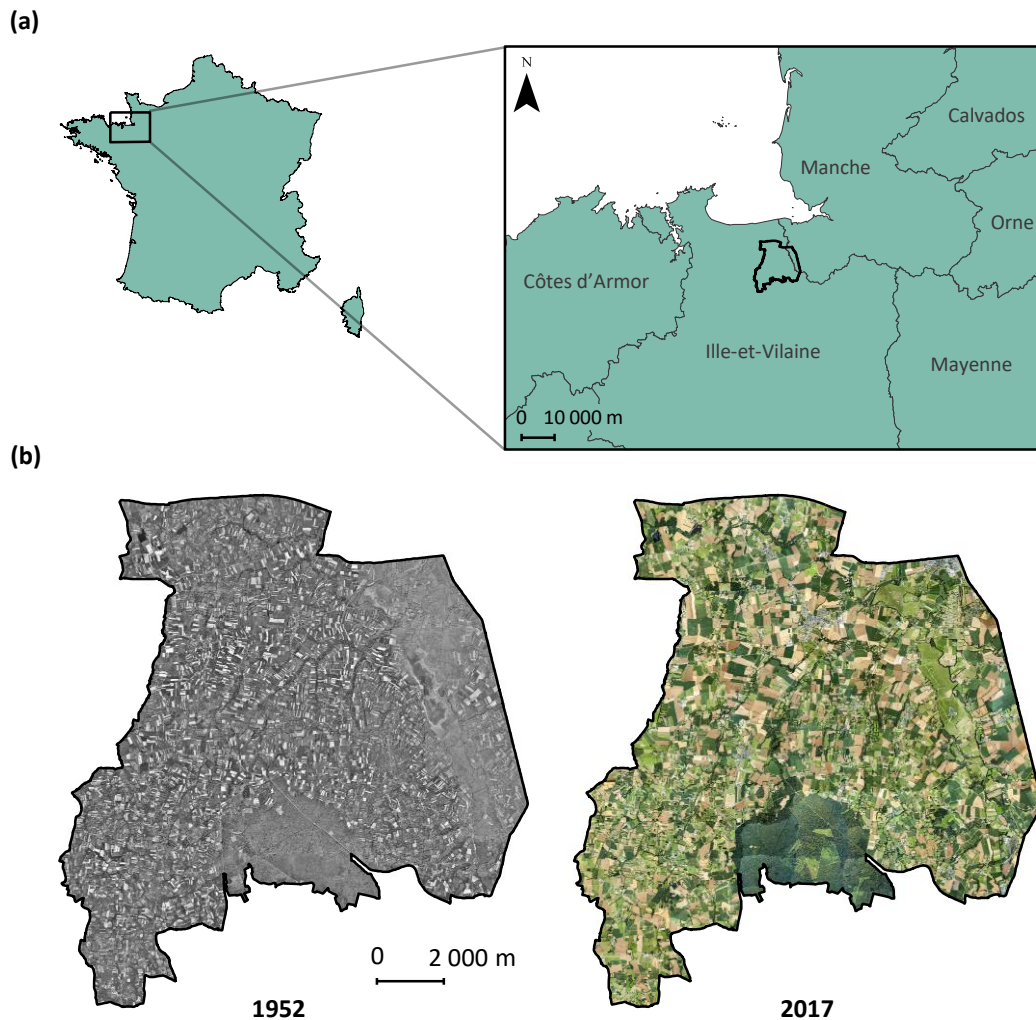 (a)
N
Calvados
Manche
Orne
Côtes d'Armor
Ille-et-Vilaine
Mayenne
0 10 000 m
(b)
0 2 000 m
1952
2017